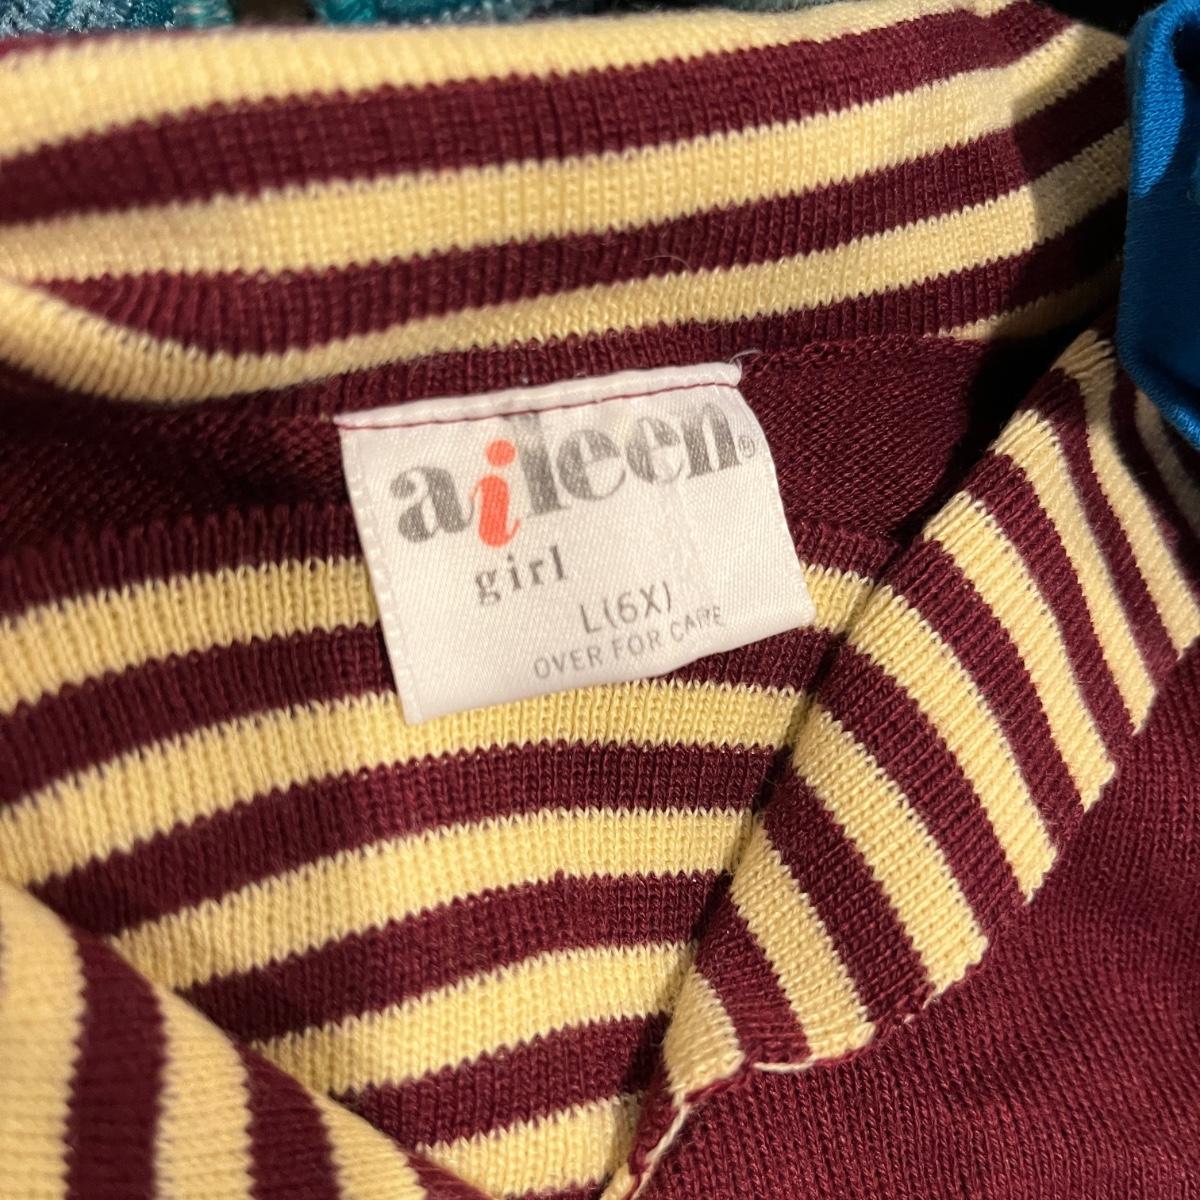 aileen®
girl
L(6X)
OVER FOR CARE